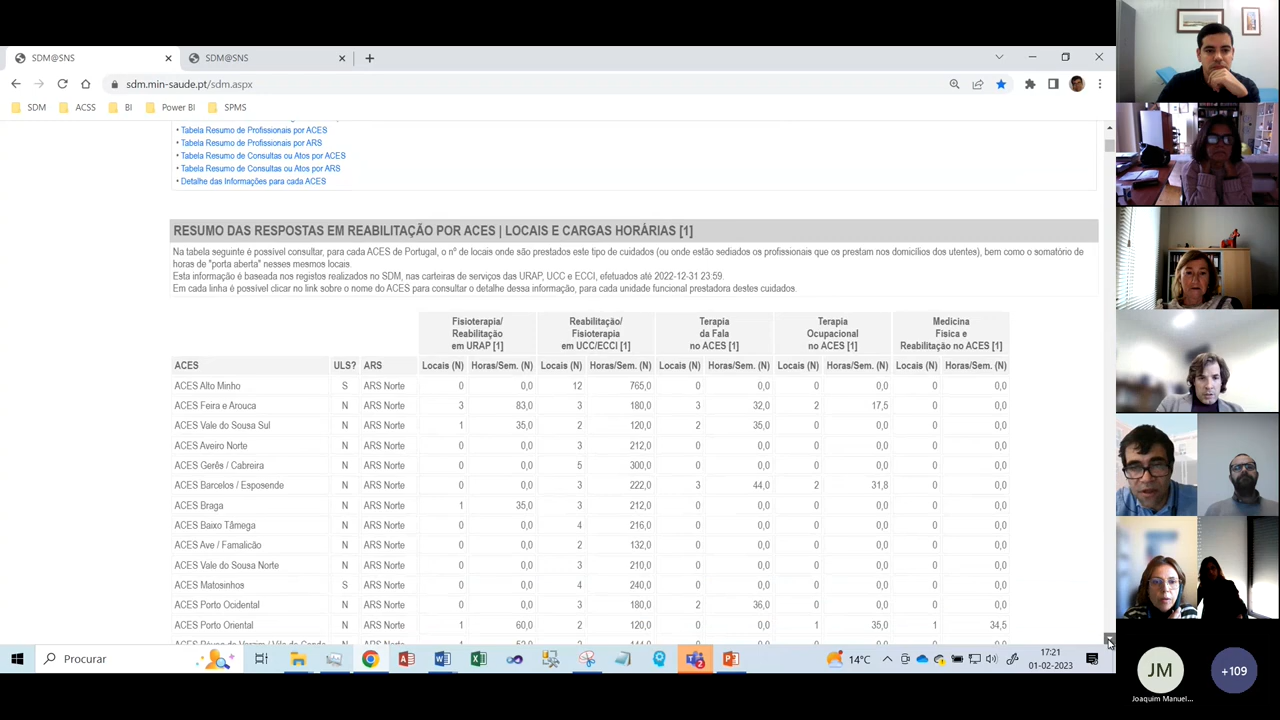 SDM@SNS
SDM@SNS
sdm.min-saude.pt/sdm.aspx
SDM ACSS BI Power BI SPMS
• Tabela Resumo de Profissionais por ACES
• Tabela Resumo de Profissionais por ARS
• Tabela Resumo de Consultas ou Atos por ACES
• Tabela Resumo de Consultas ou Atos por ARS
• Detalhe das Informações para cada ACES
RESUMO DAS RESPOSTAS EM REABILITAÇÃO POR ACES | LOCAIS E CARGAS HORÁRIAS [1]
Na tabela seguinte é possível consultar, para cada ACES de Portugal, o nº de locais onde são prestados este tipo de cuidados (ou onde estão sediados os profissionais que os prestam nos domicílios dos utentes), bem como o somatório de
horas de "porta aberta" nesses mesmos locais.
Esta informação é baseada nos registos realizados no SDM, nas carteiras de serviços das URAP, UCC e ECCI, efetuados até 2022-12-31 23:59.
Em cada linha é possível clicar no link sobre o nome do ACES para consultar o detalhe dessa informação, para cada unidade funcional prestadora destes cuidados.
Fisioterapia/ Reabilitação/ Terapia Terapia Medicina
Reabilitação Fisioterapia da Fala Ocupacional Fisica e
em URAP [1] em UCC/ECCI [1] no ACES [1] no ACES [1] Reabilitação no ACES [1]
ACES ULS? ARS Locais (N) Horas/Sem. (N) Locais (N) Horas/Sem. (N) Locais (N) Horas/Sem. (N) Locais (N) Horas/Sem. (N) Locais (N) Horas/Sem. (N)
ACES Alto Minho S ARS Norte 0 0,0 12 765,0 0 0,0 0 0,0 0 0,0
ACES Feira e Arouca N ARS Norte 3 83,0 3 180,0 3 32,0 2 17,5 0 0,0
ACES Vale do Sousa Sul N ARS Norte 1 35,0 2 120,0 2 35,0 0 0,0 0 0,0
ACES Aveiro Norte N ARS Norte 0 0,0 3 212,0 0 0,0 0 0,0 0 0,0
ACES Gerês / Cabreira N ARS Norte 0 0,0 5 300,0 0 0,0 0 0,0 0 0,0
ACES Barcelos / Esposende N ARS Norte 0 0,0 3 222,0 3 44,0 2 31,8 0 0,0
ACES Braga N ARS Norte 1 35,0 3 212,0 0 0,0 0 0,0 0 0,0
ACES Baixo Tâmega N ARS Norte 0 0,0 4 216,0 0 0,0 0 0,0 0 0,0
ACES Ave / Famalicão N ARS Norte 0 0,0 2 132,0 0 0,0 0 0,0 0 0,0
ACES Vale do Sousa Norte N ARS Norte 0 0,0 3 210,0 0 0,0 0 0,0 0 0,0
ACES Matosinhos S ARS Norte 0 0,0 4 240,0 0 0,0 0 0,0 0 0,0
ACES Porto Ocidental N ARS Norte 0 0,0 3 180,0 2 36,0 0 0,0 0 0,0
ACES Porto Oriental N ARS Norte 1 60,0 2 120,0 0 0,0 1 35,0 1 34,5
Procurar
14°C
17:21
01-02-2023
JM
+109
Joaquim Manuel...